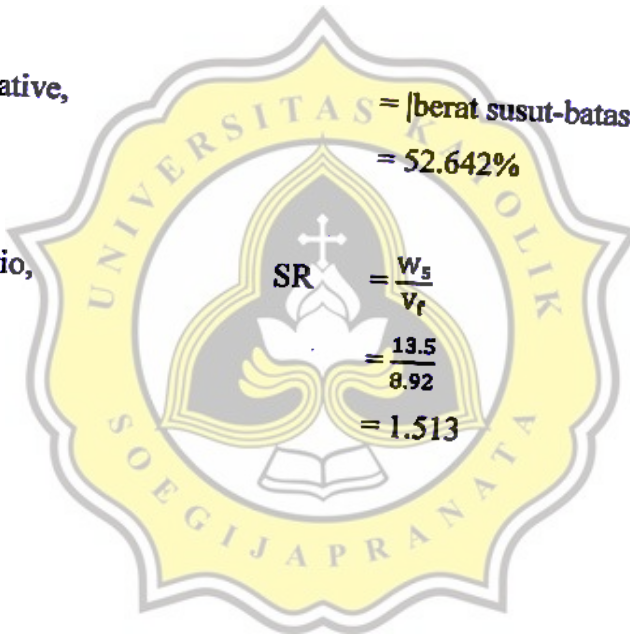 ative,
= |berat susut-batas
= 52.642%
io,
SR = W_s/V_f
= 13.5/8.92
= 1.513
UNIVERSITAS KATOLIK
SOEGIJAPRANATA